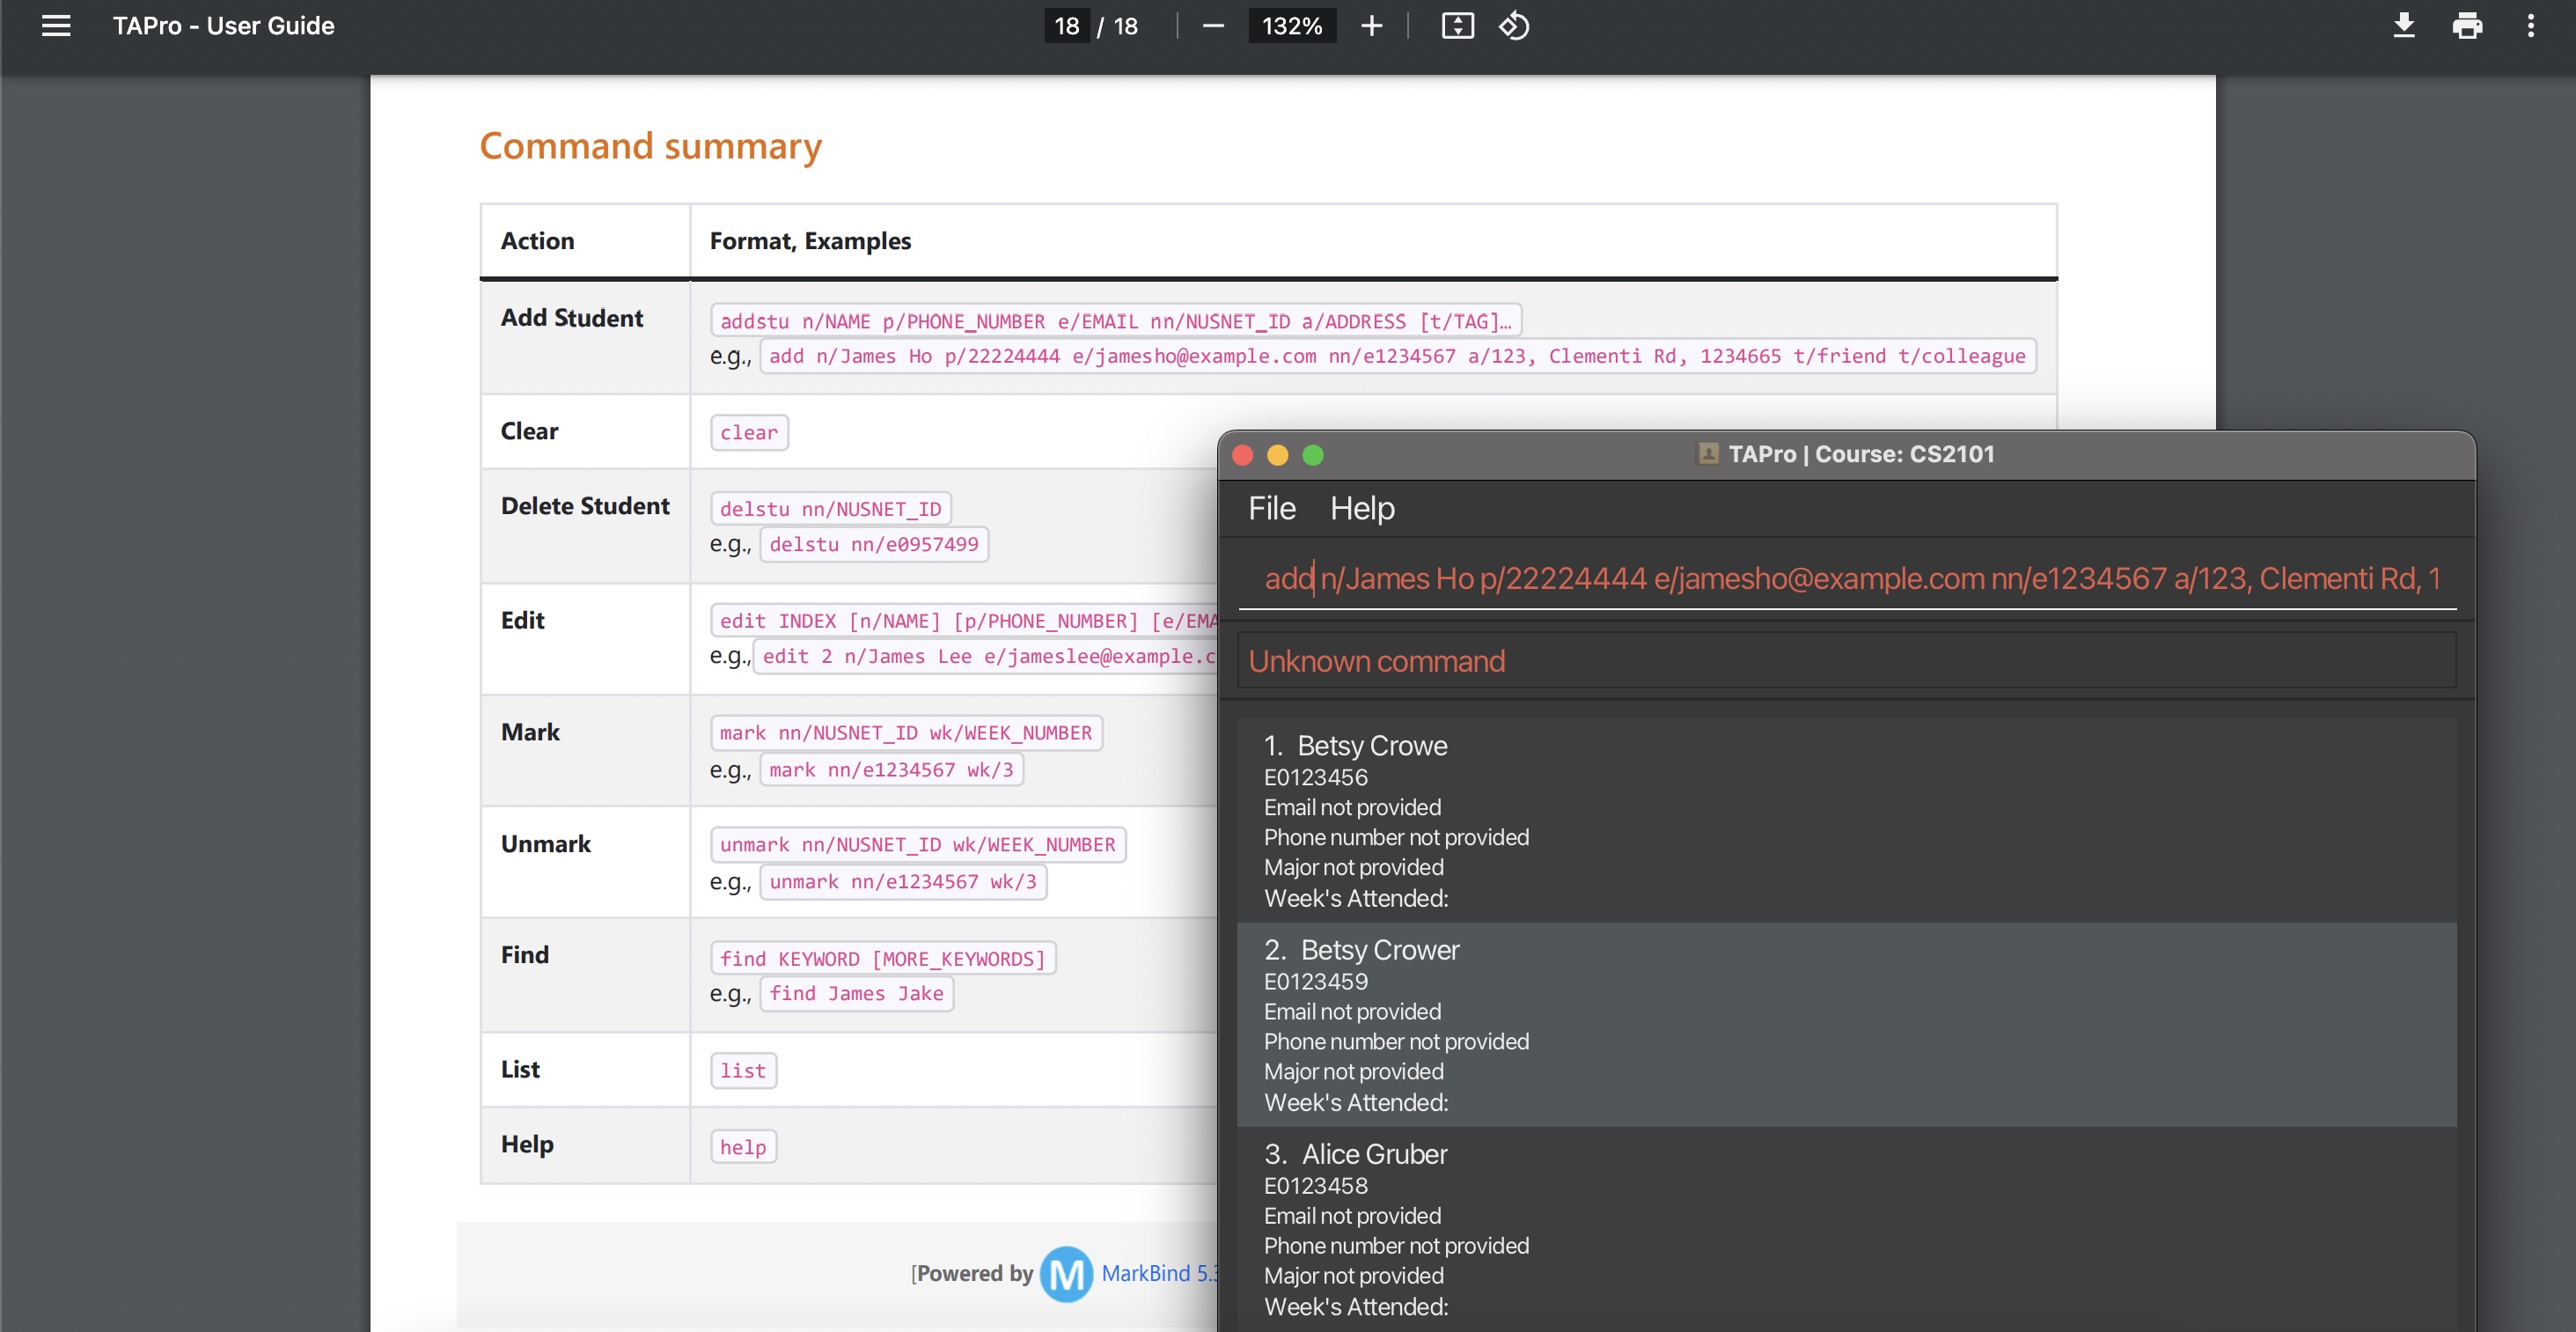 TAPro - User Guide
18 / 18
132%
Command summary
Action
Format, Examples
Add Student
addstu n/NAME p/PHONE_NUMBER e/EMAIL nn/NUSNET_ID a/ADDRESS [t/TAG]…
e.g., add n/James Ho p/22224444 e/jamesho@example.com nn/e1234567 a/123, Clementi Rd, 1234665 t/friend t/colleague
Clear
clear
Delete Student
delstu nn/NUSNET_ID
e.g., delstu nn/e0957499
Edit
edit INDEX [n/NAME] [p/PHONE_NUMBER] [e/EMA
e.g., edit 2 n/James Lee e/jameslee@example.c
Mark
mark nn/NUSNET_ID wk/WEEK_NUMBER
e.g., mark nn/e1234567 wk/3
Unmark
unmark nn/NUSNET_ID wk/WEEK_NUMBER
e.g., unmark nn/e1234567 wk/3
Find
find KEYWORD [MORE_KEYWORDS]
e.g., find James Jake
List
list
Help
help
[Powered by M MarkBind 5.
TAPro | Course: CS2101
File Help
add n/James Ho p/22224444 e/jamesho@example.com nn/e1234567 a/123, Clementi Rd, 1
Unknown command
1. Betsy Crowe
E0123456
Email not provided
Phone number not provided
Major not provided
Week's Attended:
2. Betsy Crower
E0123459
Email not provided
Phone number not provided
Major not provided
Week's Attended:
3. Alice Gruber
E0123458
Email not provided
Phone number not provided
Major not provided
Week's Attended: